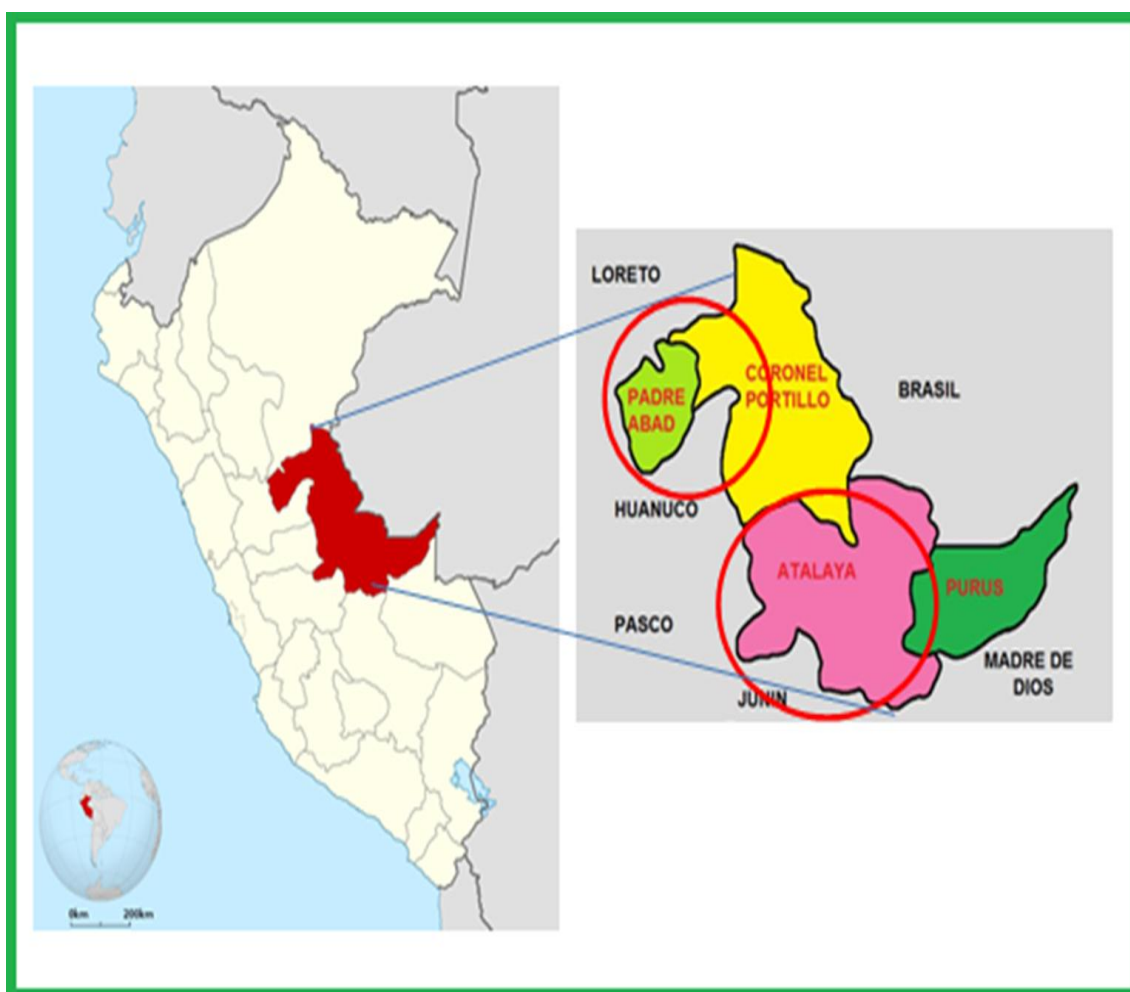 LORETO
CORONEL
PORTILLO
BRASIL
PADRE
ABAD
HUANUCO
ATALAYA
PURUS
PASCO
MADRE DE
DIOS
JUNIN
0km 200km